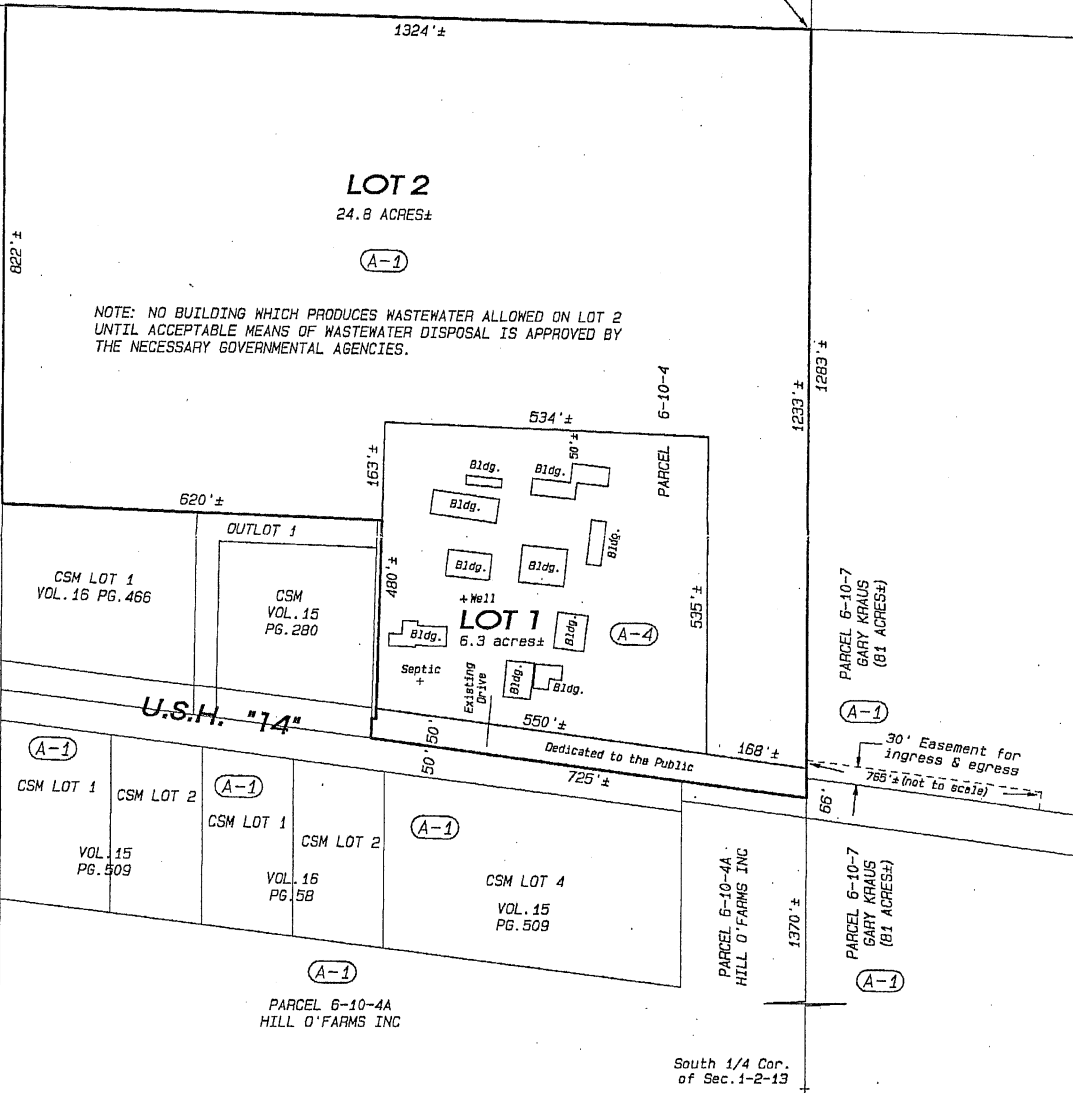 1324'±
LOT 2
24.8 ACRES±
A-1
822'±
NOTE: NO BUILDING WHICH PRODUCES WASTEWATER ALLOWED ON LOT 2
UNTIL ACCEPTABLE MEANS OF WASTEWATER DISPOSAL IS APPROVED BY
THE NECESSARY GOVERNMENTAL AGENCIES.
1283'±
1233'±
534'±
PARCEL 6-10-4
50'±
163'±
Bldg.
Bldg.
Bldg.
Bldg.
620'±
OUTLOT 1
CSM LOT 1
VOL.16 PG.466
CSM
VOL.15
PG.280
480'±
Bldg.
Bldg.
+Well
LOT 1
6.3 acres±
A-4
535'±
Bldg.
Bldg.
Septic
+
Existing
Drive
Bldg.
Bldg.
PARCEL 6-10-7
GARY KRAUS
(81 ACRES±)
A-1
U.S.H. "14"
50'
50'
550'±
Dedicated to the Public
725'±
168'±
30' Easement for
ingress & egress
765'±(not to scale)
66'
A-1
CSM LOT 1
CSM LOT 2
VOL.15
PG.509
A-1
CSM LOT 1
CSM LOT 2
VOL.16
PG.58
A-1
CSM LOT 4
VOL.15
PG.509
PARCEL 6-10-4A
HILL O'FARMS INC
1370'±
PARCEL 6-10-7
GARY KRAUS
(81 ACRES±)
A-1
A-1
PARCEL 6-10-4A
HILL O'FARMS INC
South 1/4 Cor.
of Sec.1-2-13